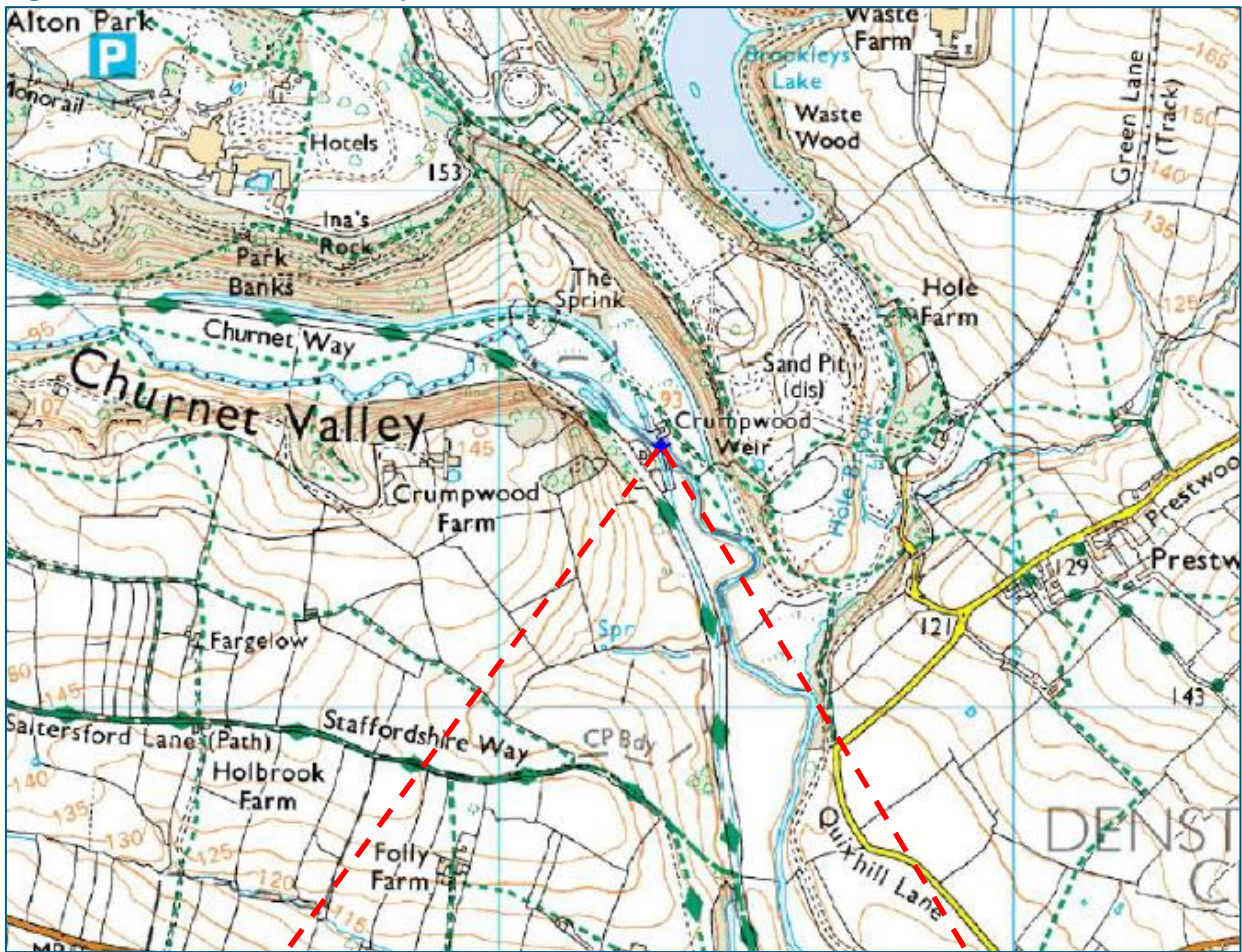 Alton Park
P
Monorail
Hotels
153
Ina's
Rock
Park
Banks
The
Sprink
Waste
Farm
Brookleys
Lake
Waste
Wood
Green Lane
(Track)
165
150
140
135
125
Hole
Farm
95
Churnet Way
Churnet Valley
107
145
Crumpwood
Farm
Sand Pit
(dis)
93
Crumpwood
Weir
Hole Brook
Prestwoo
Prestw
129
121
143
Fargelow
Spr
50
145
Saltersford Lane (Path)
Staffordshire Way
CP Bdy
Holbrook
Farm
140
135
130
125
120
115
Folly
Farm
Quixhill Lane
DENST
C